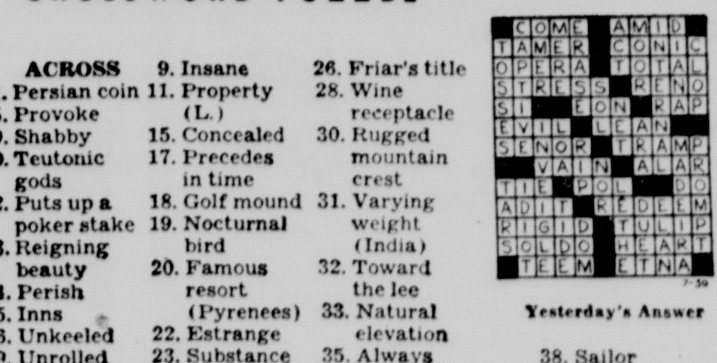 ACROSS
. Persian coin
. Provoke
. Shabby
. Teutonic
gods
. Puts up a
poker stake
. Reigning
beauty
. Perish
. Inns
. Unkeeled
. Unrolled
9. Insane
11. Property
(L.)
15. Concealed
17. Precedes
in time
18. Golf mound
19. Nocturnal
bird
20. Famous
resort
(Pyrenees)
22. Estrange
23. Substance
26. Friar's title
28. Wine
receptacle
30. Rugged
mountain
crest
31. Varying
weight
(India)
32. Toward
the lee
33. Natural
elevation
35. Always
COME AMID
TAMER CONIC
OPERA TOTAL
STRESS RENO
SI EON RAP
EVIL LEAN
SENOR TRAMP
VAIN ALAR
TIE POL DO
ADIT REDEEM
RIGID TULIP
SOLDO HEART
TEEM ETNA
7-30
Yesterday's Answer
38. Sailor